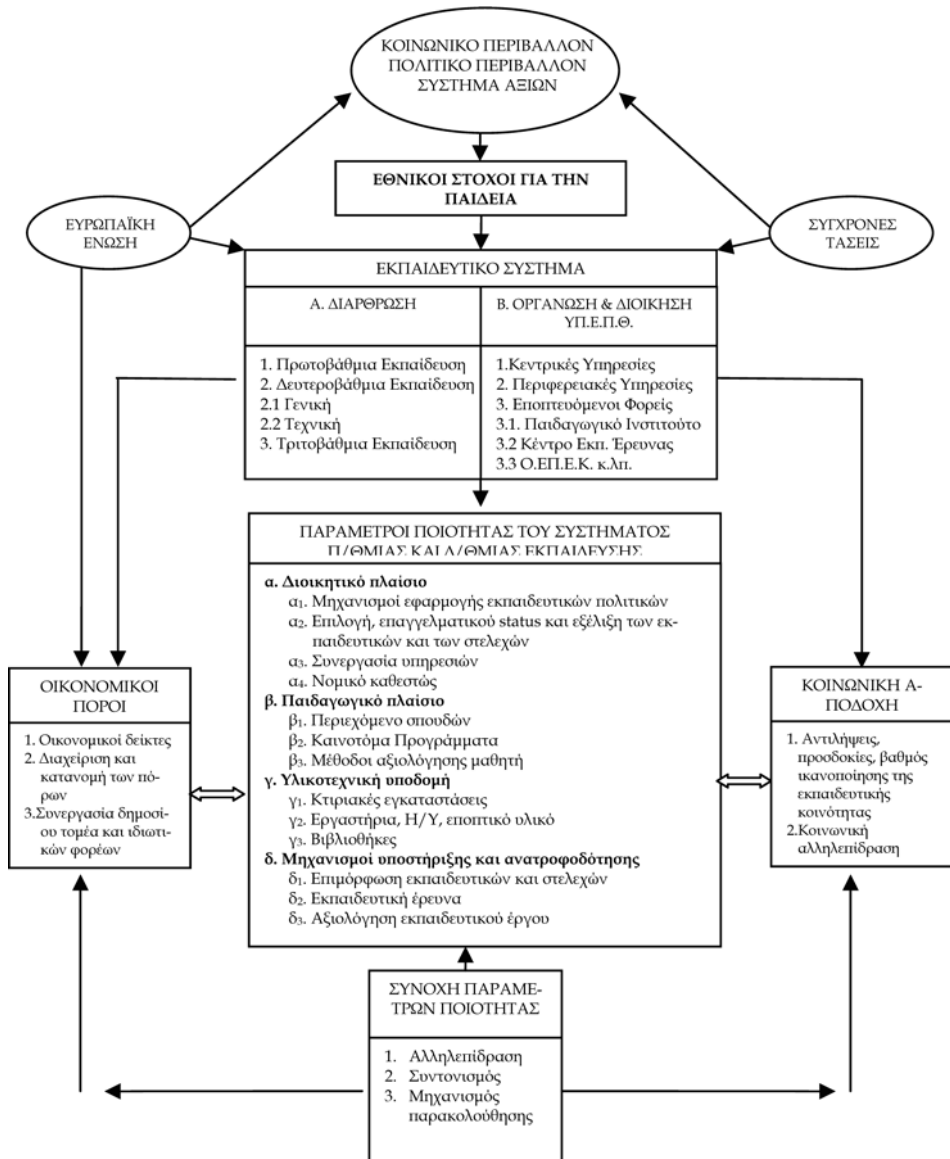 ΚΟΙΝΩΝΙΚΟ ΠΕΡΙΒΑΛΛΟΝ
ΠΟΛΙΤΙΚΟ ΠΕΡΙΒΑΛΛΟΝ
ΣΥΣΤΗΜΑ ΑΞΙΩΝ
ΕΘΝΙΚΟΙ ΣΤΟΧΟΙ ΓΙΑ ΤΗΝ
ΠΑΙΔΕΙΑ
ΕΥΡΩΠΑΪΚΗ
ΕΝΩΣΗ
ΣΥΓΧΡΟΝΕΣ
ΤΑΣΕΙΣ
ΕΚΠΑΙΔΕΥΤΙΚΟ ΣΥΣΤΗΜΑ
Α. ΔΙΑΡΘΡΩΣΗ
1. Πρωτοβάθμια Εκπαίδευση
2. Δευτεροβάθμια Εκπαίδευση
2.1 Γενική
2.2 Τεχνική
3. Τριτοβάθμια Εκπαίδευση
Β. ΟΡΓΑΝΩΣΗ & ΔΙΟΙΚΗΣΗ
ΥΠ.Ε.Π.Θ.
1.Κεντρικές Υπηρεσίες
2. Περιφερειακές Υπηρεσίες
3. Εποπτευόμενοι Φορείς
3.1. Παιδαγωγικό Ινστιτούτο
3.2 Κέντρο Εκπ. Έρευνας
3.3 Ο.ΕΠ.Ε.Κ. κ.λπ.
ΠΑΡΑΜΕΤΡΟΙ ΠΟΙΟΤΗΤΑΣ ΤΟΥ ΣΥΣΤΗΜΑΤΟΣ
Π/ΘΜΙΑΣ ΚΑΙ Δ/ΘΜΙΑΣ ΕΚΠΑΙΔΕΥΣΗΣ
α. Διοικητικό πλαίσιο
α1. Μηχανισμοί εφαρμογής εκπαιδευτικών πολιτικών
α2. Επιλογή, επαγγελματικού status και εξέλιξη των εκ-
παιδευτικών και των στελεχών
α3. Συνεργασία υπηρεσιών
α4. Νομικό καθεστώς
β. Παιδαγωγικό πλαίσιο
β1. Περιεχόμενο σπουδών
β2. Καινοτόμα Προγράμματα
β3. Μέθοδοι αξιολόγησης μαθητή
γ. Υλικοτεχνική υποδομή
γ1. Κτιριακές εγκαταστάσεις
γ2. Εργαστήρια, Η/Υ, εποπτικό υλικό
γ3. Βιβλιοθήκες
δ. Μηχανισμοί υποστήριξης και ανατροφοδότησης
δ1. Επιμόρφωση εκπαιδευτικών και στελεχών
δ2. Εκπαιδευτική έρευνα
δ3. Αξιολόγηση εκπαιδευτικού έργου
ΟΙΚΟΝΟΜΙΚΟΙ
ΠΟΡΟΙ
1. Οικονομικοί δείκτες
2. Διαχείριση και
κατανομή των πό-
ρων
3.Συνεργασία δημοσί-
ου τομέα και ιδιωτι-
κών φορέων
ΚΟΙΝΩΝΙΚΗ Α-
ΠΟΔΟΧΗ
1. Αντιλήψεις,
προσδοκίες, βαθμός
ικανοποίησης της
εκπαιδευτικής
κοινότητας
2.Κοινωνική
αλληλεπίδραση
ΣΥΝΟΧΗ ΠΑΡΑΜΕ-
ΤΡΩΝ ΠΟΙΟΤΗΤΑΣ
1. Αλληλεπίδραση
2. Συντονισμός
3. Μηχανισμός
παρακολούθησης